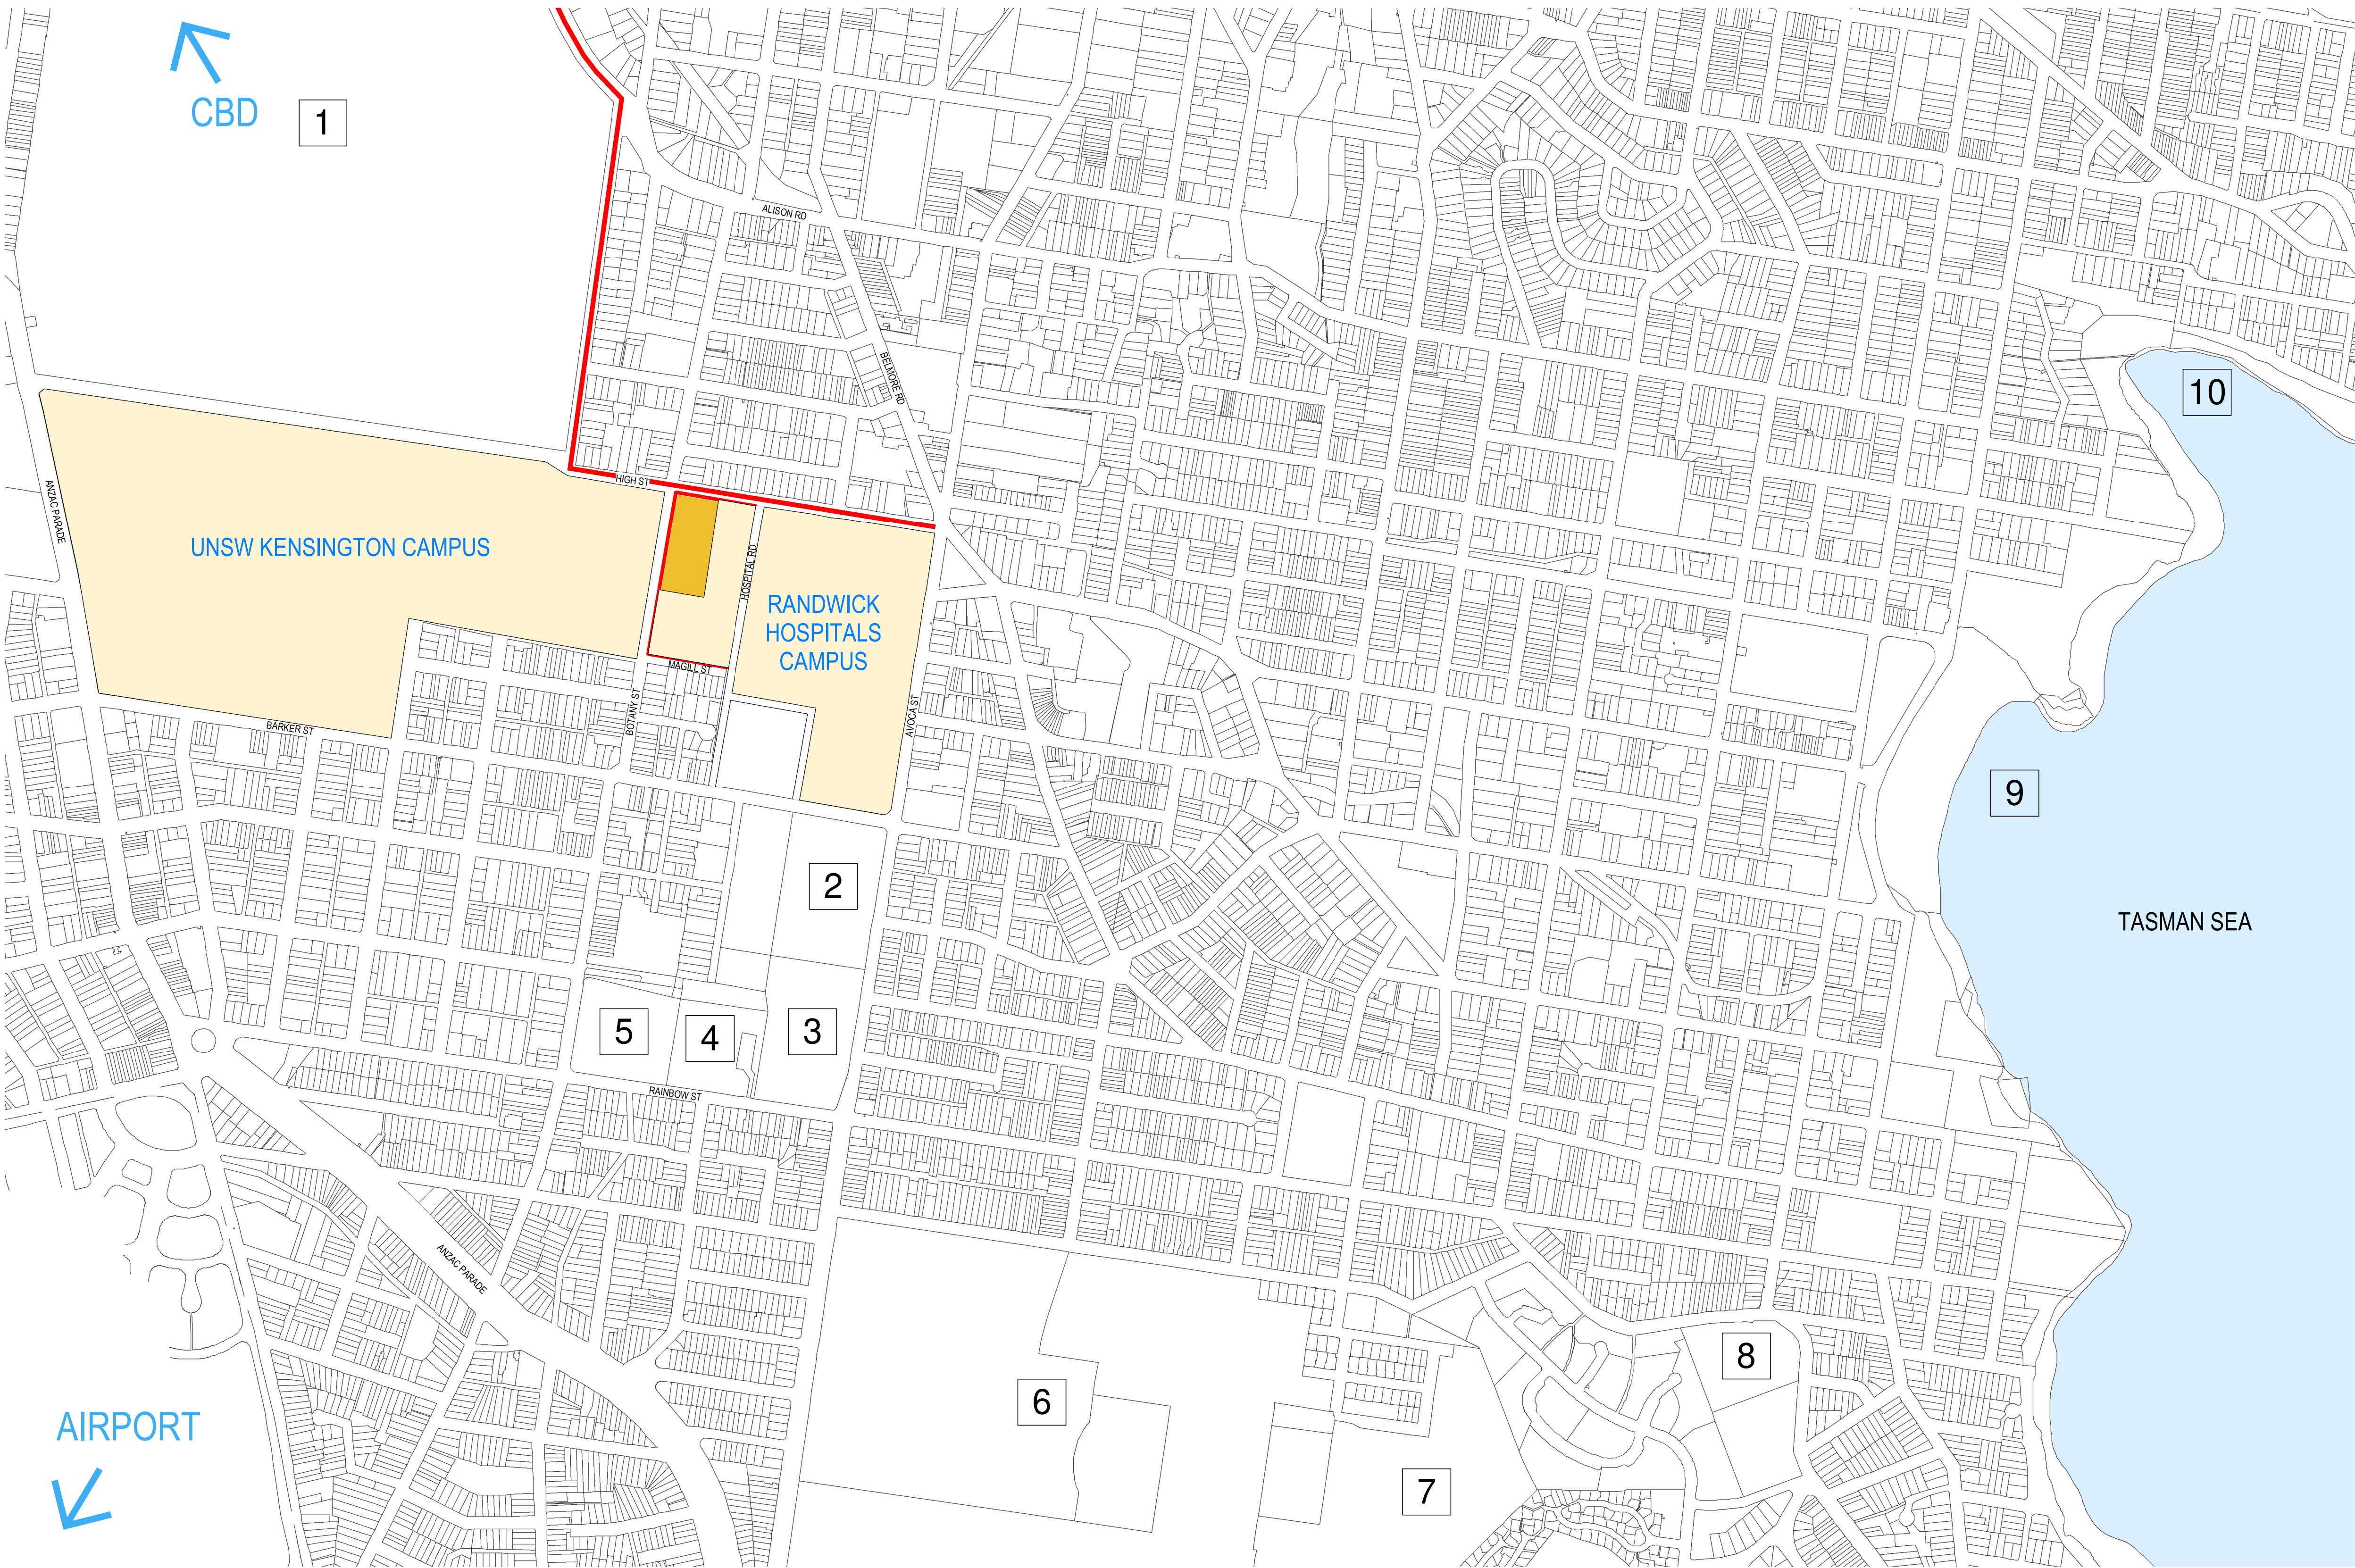 CBD
1
ALISON RD
BELMORE RD
10
HIGH ST
ANZAC PARADE
UNSW KENSINGTON CAMPUS
HOSPITAL RD
RANDWICK
HOSPITALS
CAMPUS
MAGILL ST
BOTANY ST
AVOCA ST
BARKER ST
9
2
TASMAN SEA
5
4
3
RAINBOW ST
ANZAC PARADE
8
6
AIRPORT
7